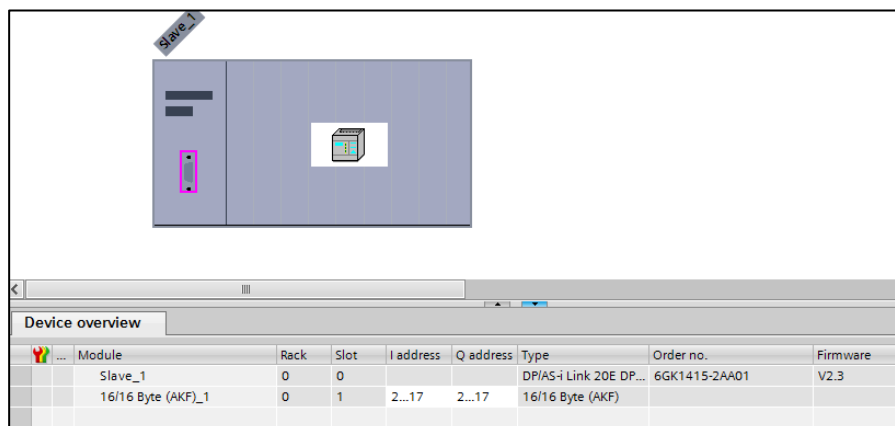 slave_1
Device overview
... Module Rack Slot I address Q address Type Order no. Firmware
Slave_1 0 0 DP/AS-i Link 20E DP... 6GK1415-2AA01 V2.3
16/16 Byte (AKF)_1 0 1 2...17 2...17 16/16 Byte (AKF)